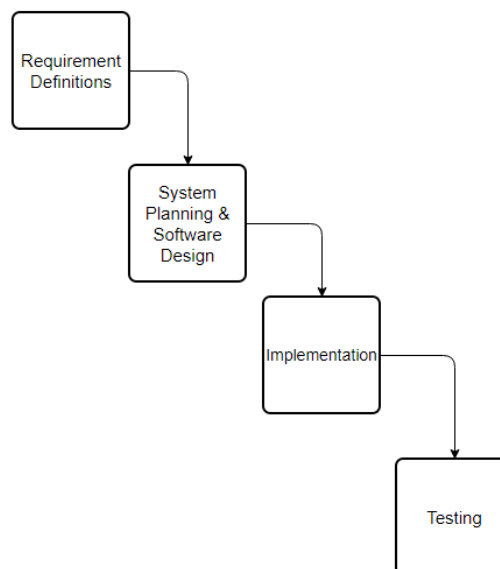 Requirement
Definitions
System
Planning &
Software
Design
Implementation
Testing